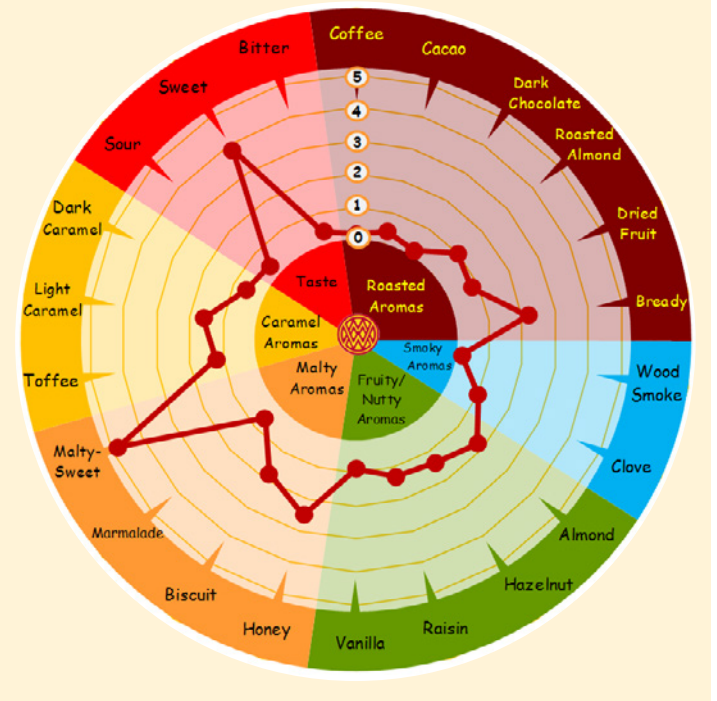 Coffee
Cacao
Dark
Chocolate
Roasted
Almond
Dried
Fruit
Bready
Wood
Smoke
Clove
Almond
Hazelnut
Raisin
Vanilla
Honey
Biscuit
Marmalade
Malty-
Sweet
Toffee
Light
Caramel
Dark
Caramel
Sour
Sweet
Bitter
5
4
3
2
1
0
Taste
Roasted
Aromas
Smoky
Aromas
Fruity/
Nutty
Aromas
Malty
Aromas
Caramel
Aromas